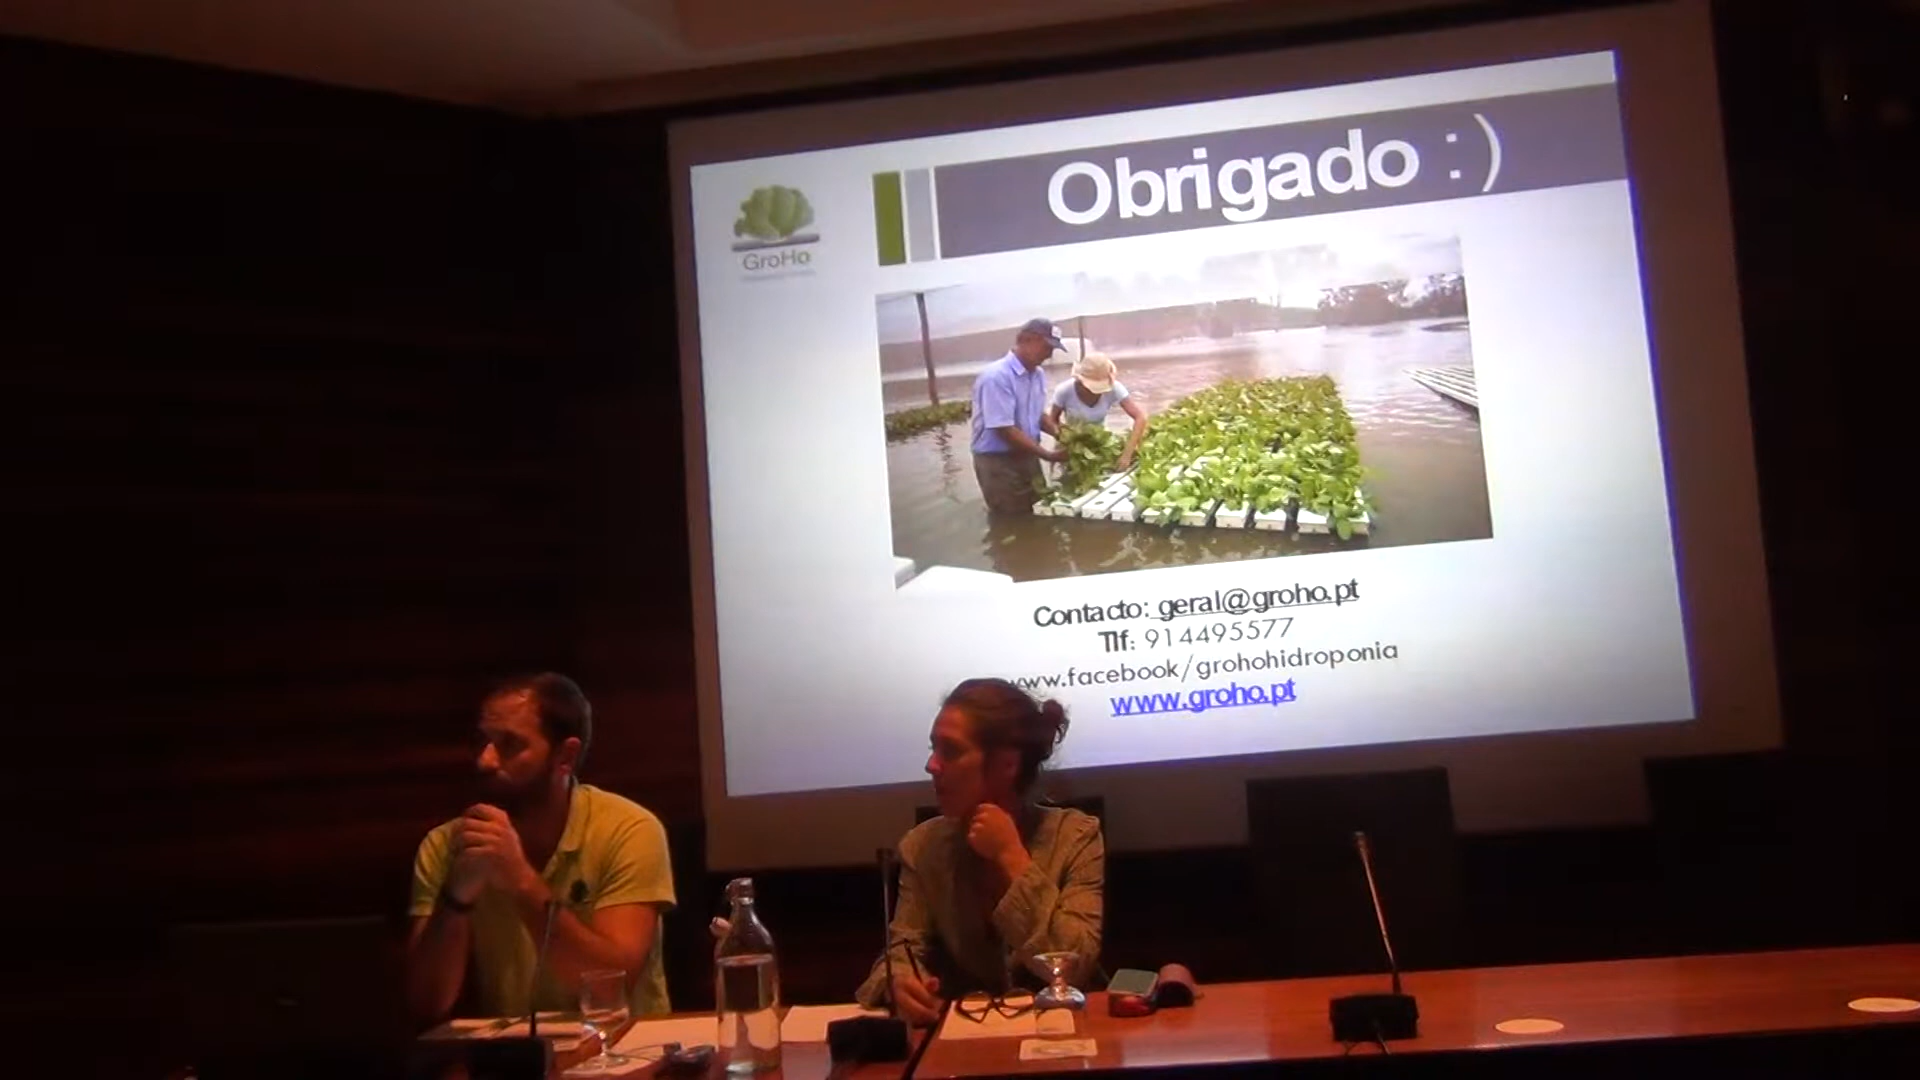 Obrigado :)
GroHo
Contacto: geral@groho.pt
Tlf: 914495577
www.facebook/grohohidroponia
www.groho.pt